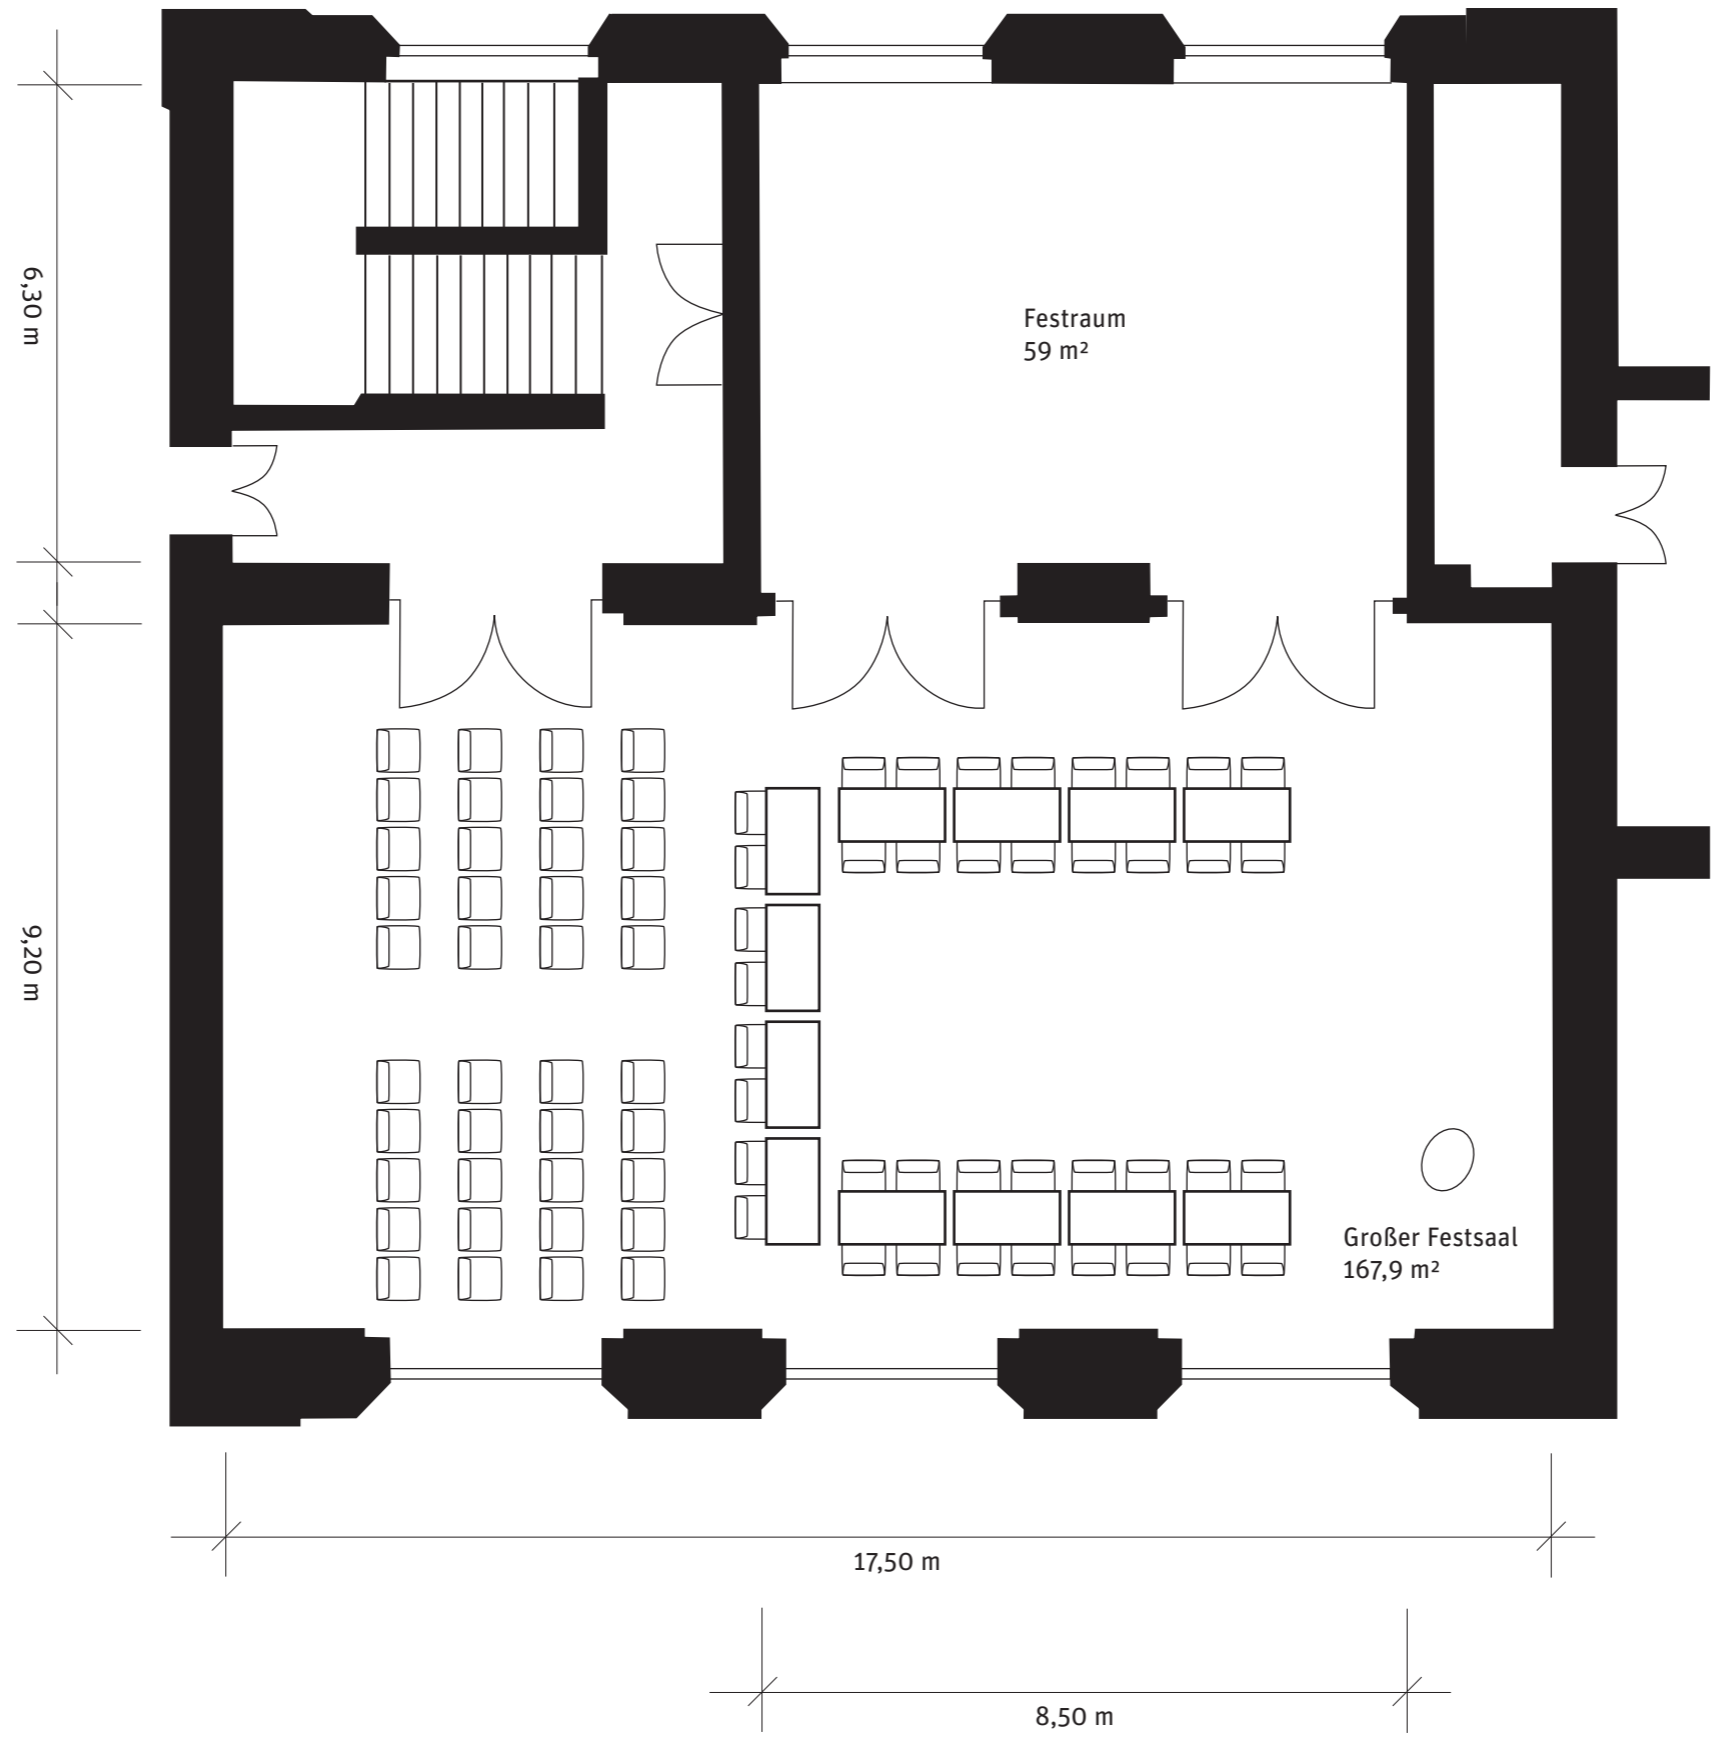 6,30 m
Festraum
59 m²
9,20 m
Großer Festsaal
167,9 m²
17,50 m
8,50 m